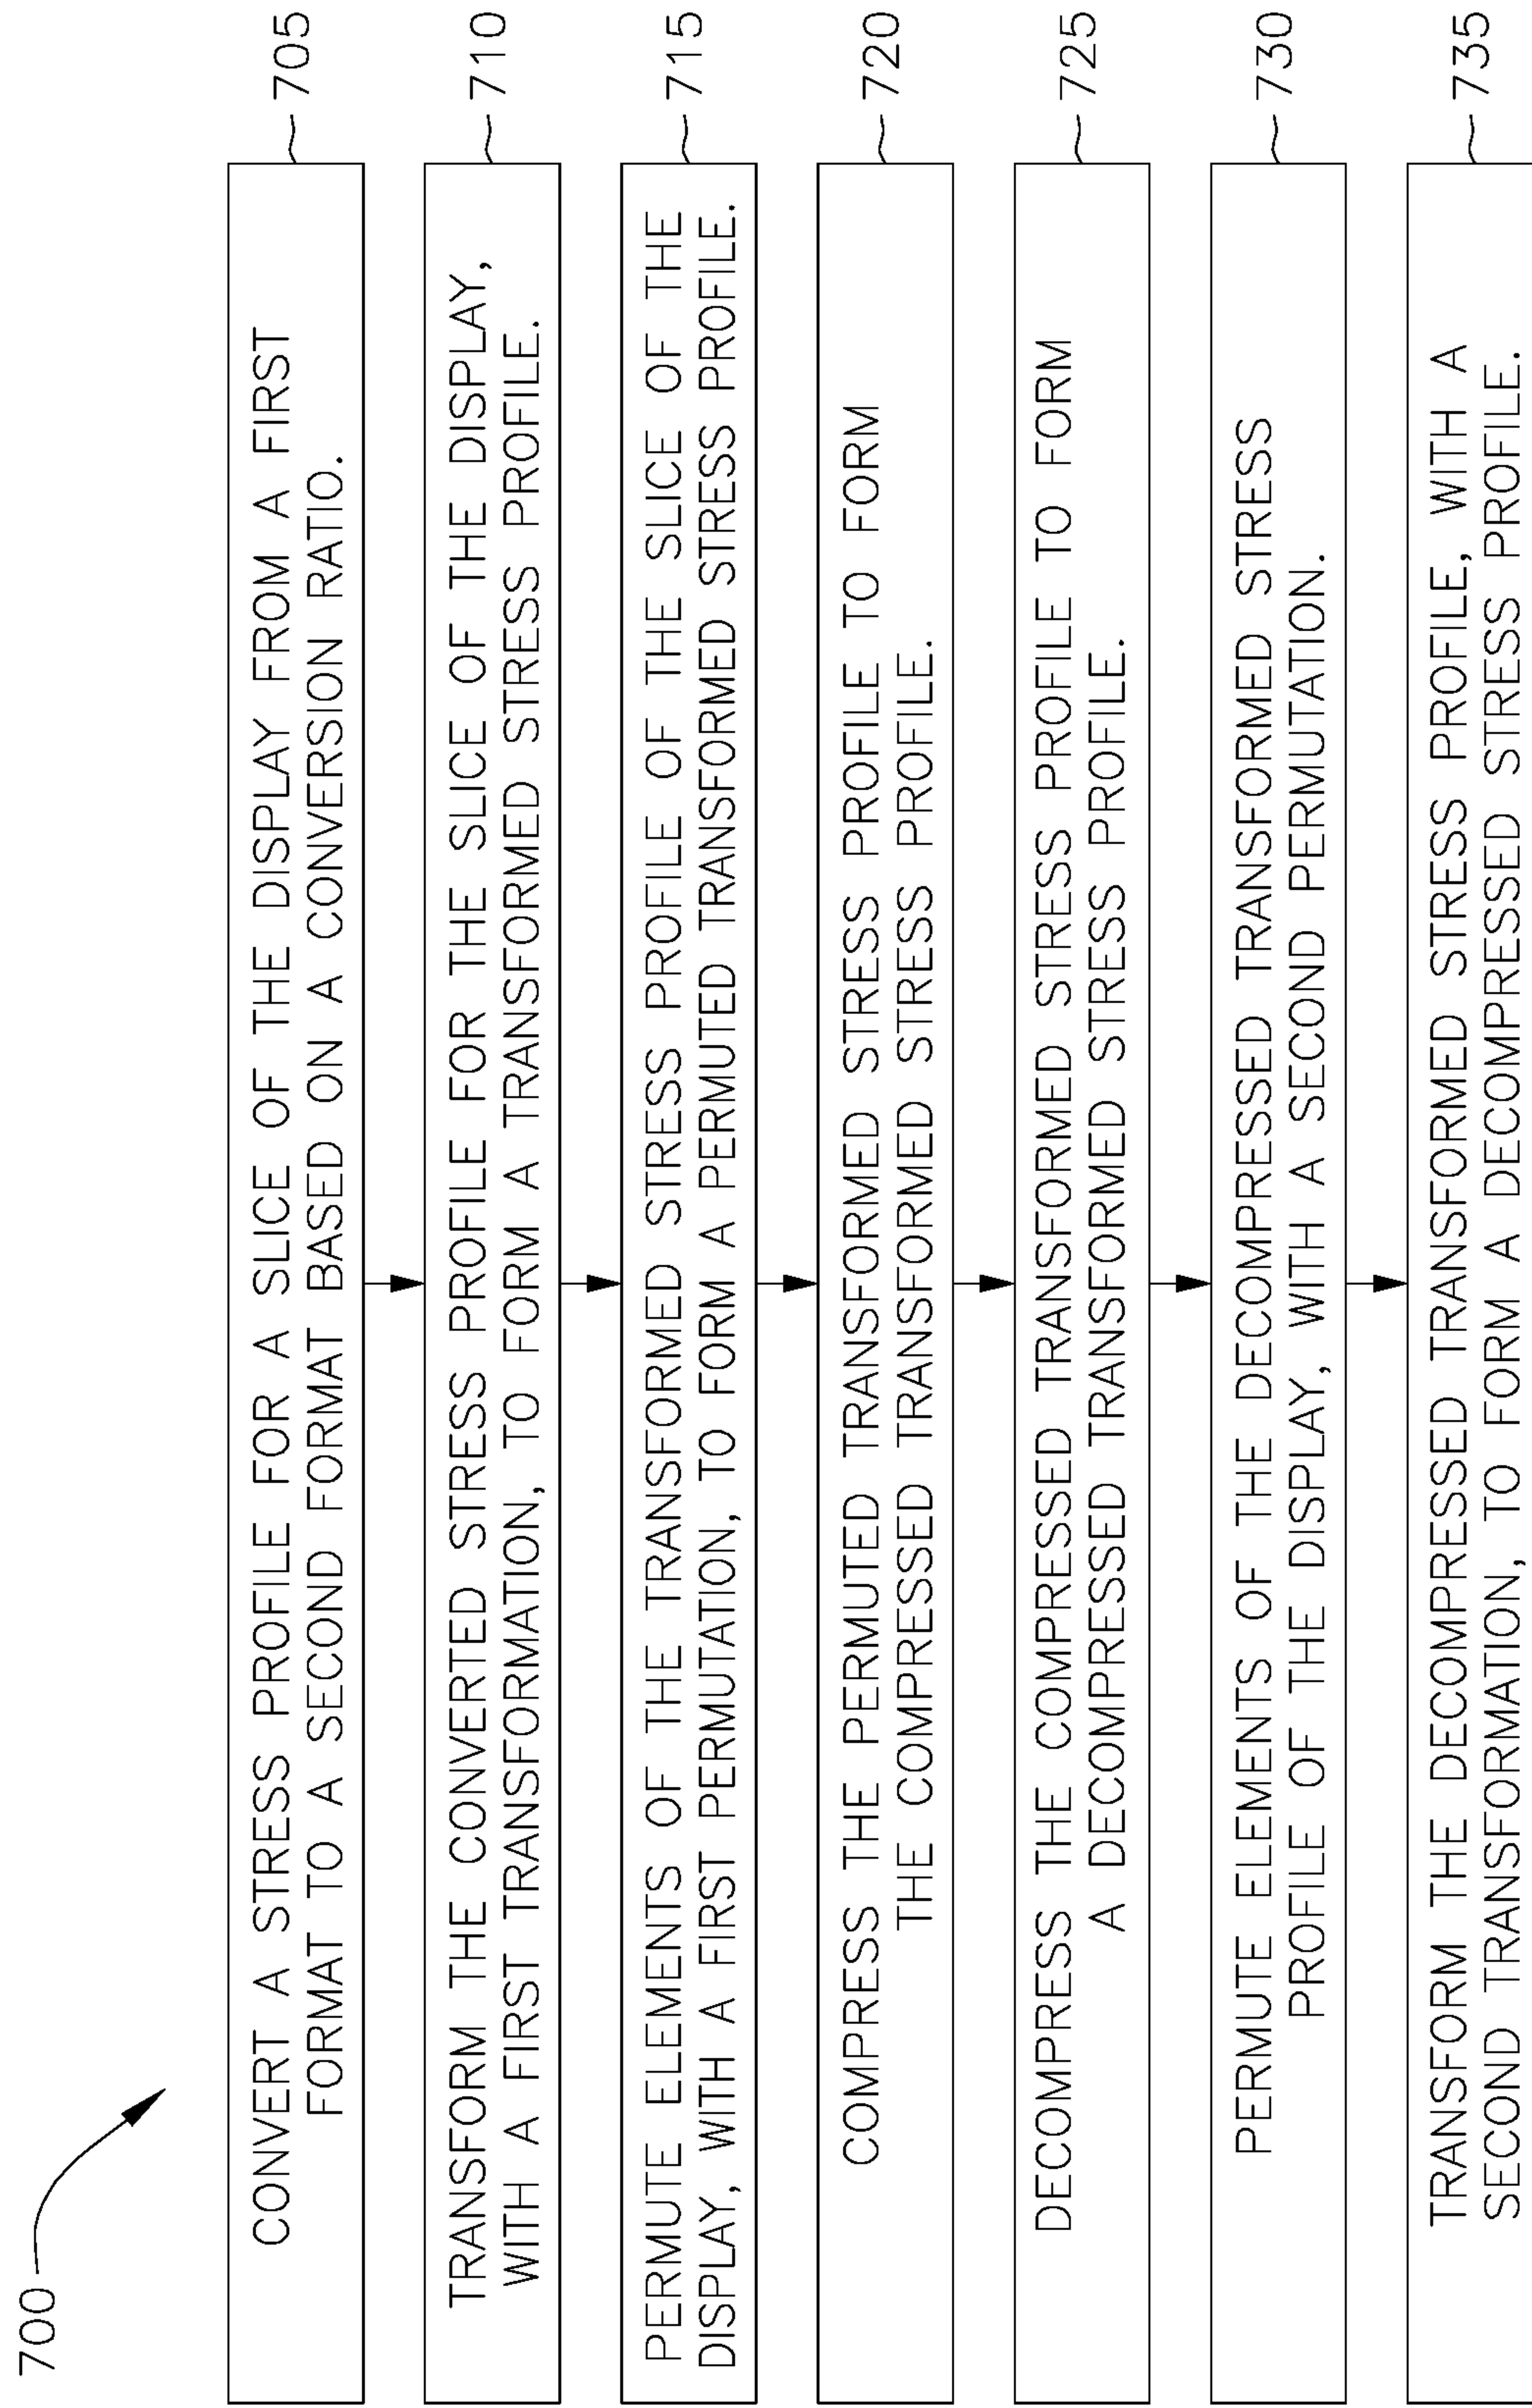 700
CONVERT A STRESS PROFILE FOR A SLICE OF THE DISPLAY FROM A FIRST
FORMAT TO A SECOND FORMAT BASED ON A CONVERSION RATIO.
705
TRANSFORM THE CONVERTED STRESS PROFILE FOR THE SLICE OF THE DISPLAY,
WITH A FIRST TRANSFORMATION, TO FORM A TRANSFORMED STRESS PROFILE.
710
PERMUTE ELEMENTS OF THE TRANSFORMED STRESS PROFILE OF THE SLICE OF THE
DISPLAY, WITH A FIRST PERMUTATION, TO FORM A PERMUTED TRANSFORMED STRESS PROFILE.
715
COMPRESS THE PERMUTED TRANSFORMED STRESS PROFILE TO FORM
THE COMPRESSED TRANSFORMED STRESS PROFILE.
720
DECOMPRESS THE COMPRESSED TRANSFORMED STRESS PROFILE TO FORM
A DECOMPRESSED TRANSFORMED STRESS PROFILE.
725
PERMUTE ELEMENTS OF THE DECOMPRESSED TRANSFORMED STRESS
PROFILE OF THE DISPLAY, WITH A SECOND PERMUTATION.
730
TRANSFORM THE DECOMPRESSED TRANSFORMED STRESS PROFILE, WITH A
SECOND TRANSFORMATION, TO FORM A DECOMPRESSED STRESS PROFILE.
735